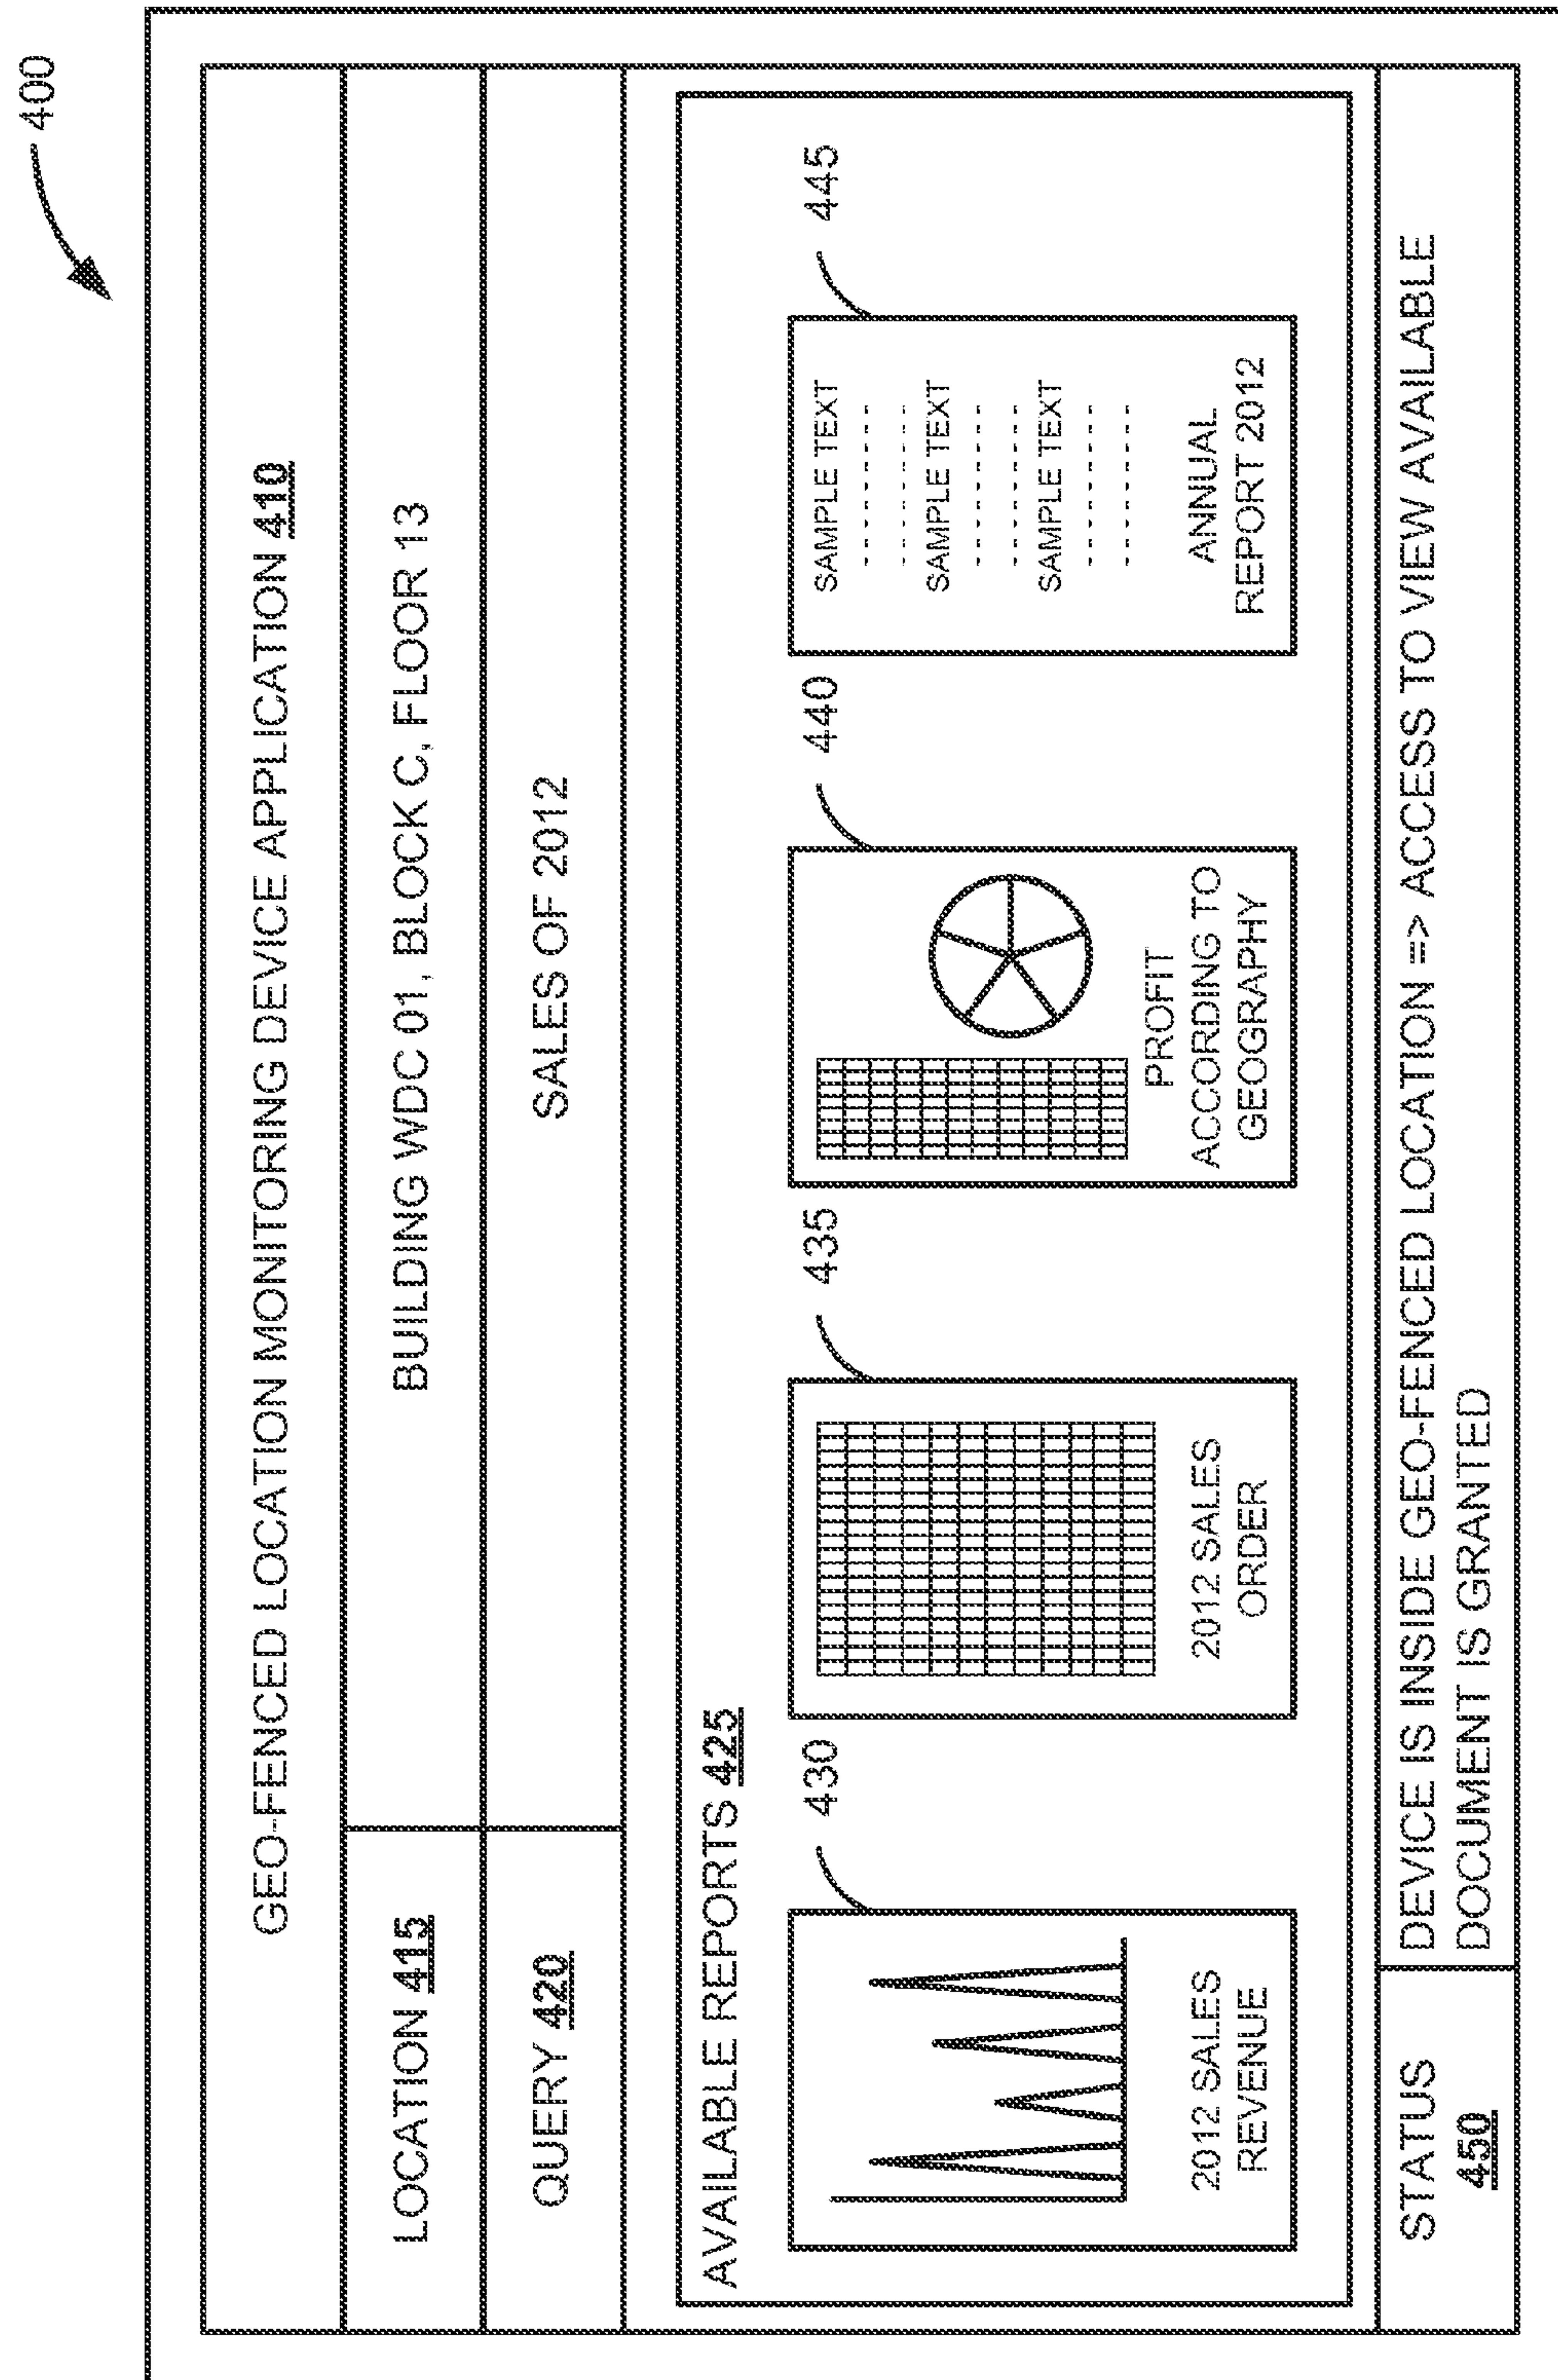 400
GEO-FENCED LOCATION MONITORING DEVICE APPLICATION 410
LOCATION 415
BUILDING WDC 01, BLOCK C, FLOOR 13
QUERY 420
SALES OF 2012
AVAILABLE REPORTS 425
430
2012 SALES
REVENUE
435
2012 SALES
ORDER
440
PROFIT
ACCORDING TO
GEOGRAPHY
445
SAMPLE TEXT
SAMPLE TEXT
SAMPLE TEXT
ANNUAL
REPORT 2012
STATUS
450
DEVICE IS INSIDE GEO-FENCED LOCATION => ACCESS TO VIEW AVAILABLE
DOCUMENT IS GRANTED